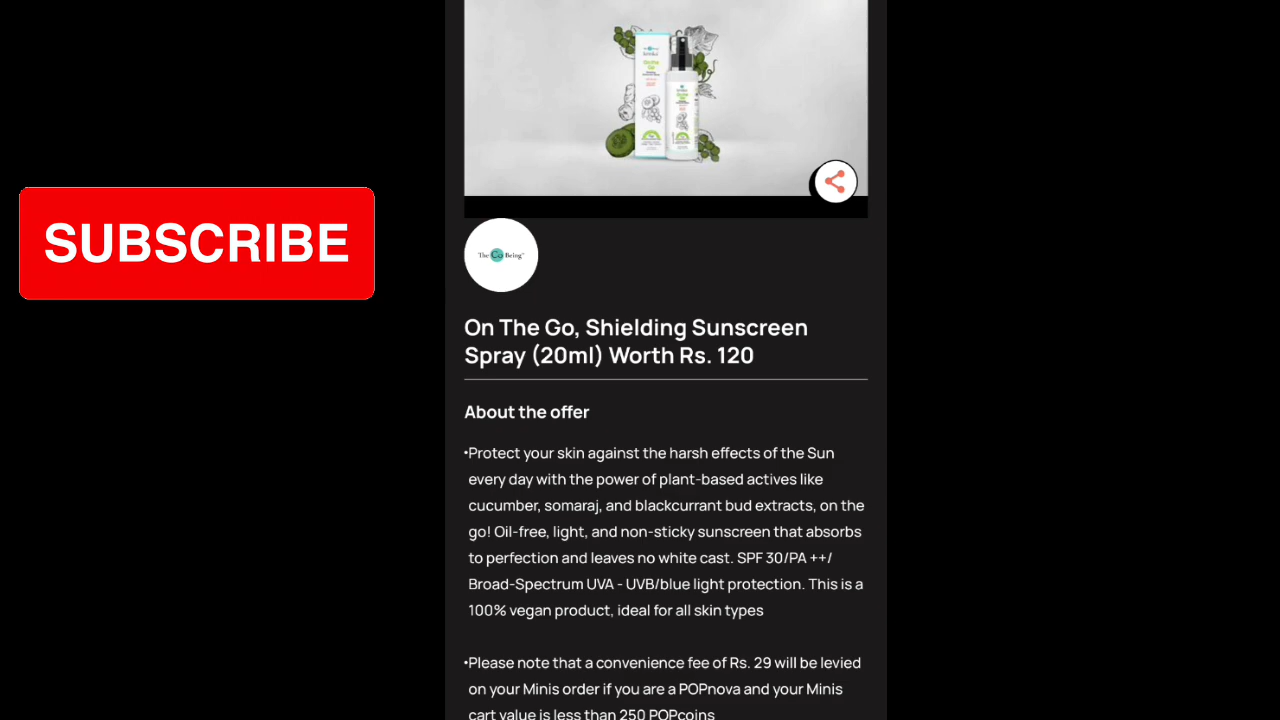 SUBSCRIBE
The Co Being
On The Go, Shielding Sunscreen
Spray (20ml) Worth Rs. 120
About the offer
•Protect your skin against the harsh effects of the Sun
every day with the power of plant-based actives like
cucumber, somaraj, and blackcurrant bud extracts, on the
go! Oil-free, light, and non-sticky sunscreen that absorbs
to perfection and leaves no white cast. SPF 30/PA ++/
Broad-Spectrum UVA - UVB/blue light protection. This is a
100% vegan product, ideal for all skin types
•Please note that a convenience fee of Rs. 29 will be levied
on your Minis order if you are a POPnova and your Minis
cart value is less than 250 POPcoins